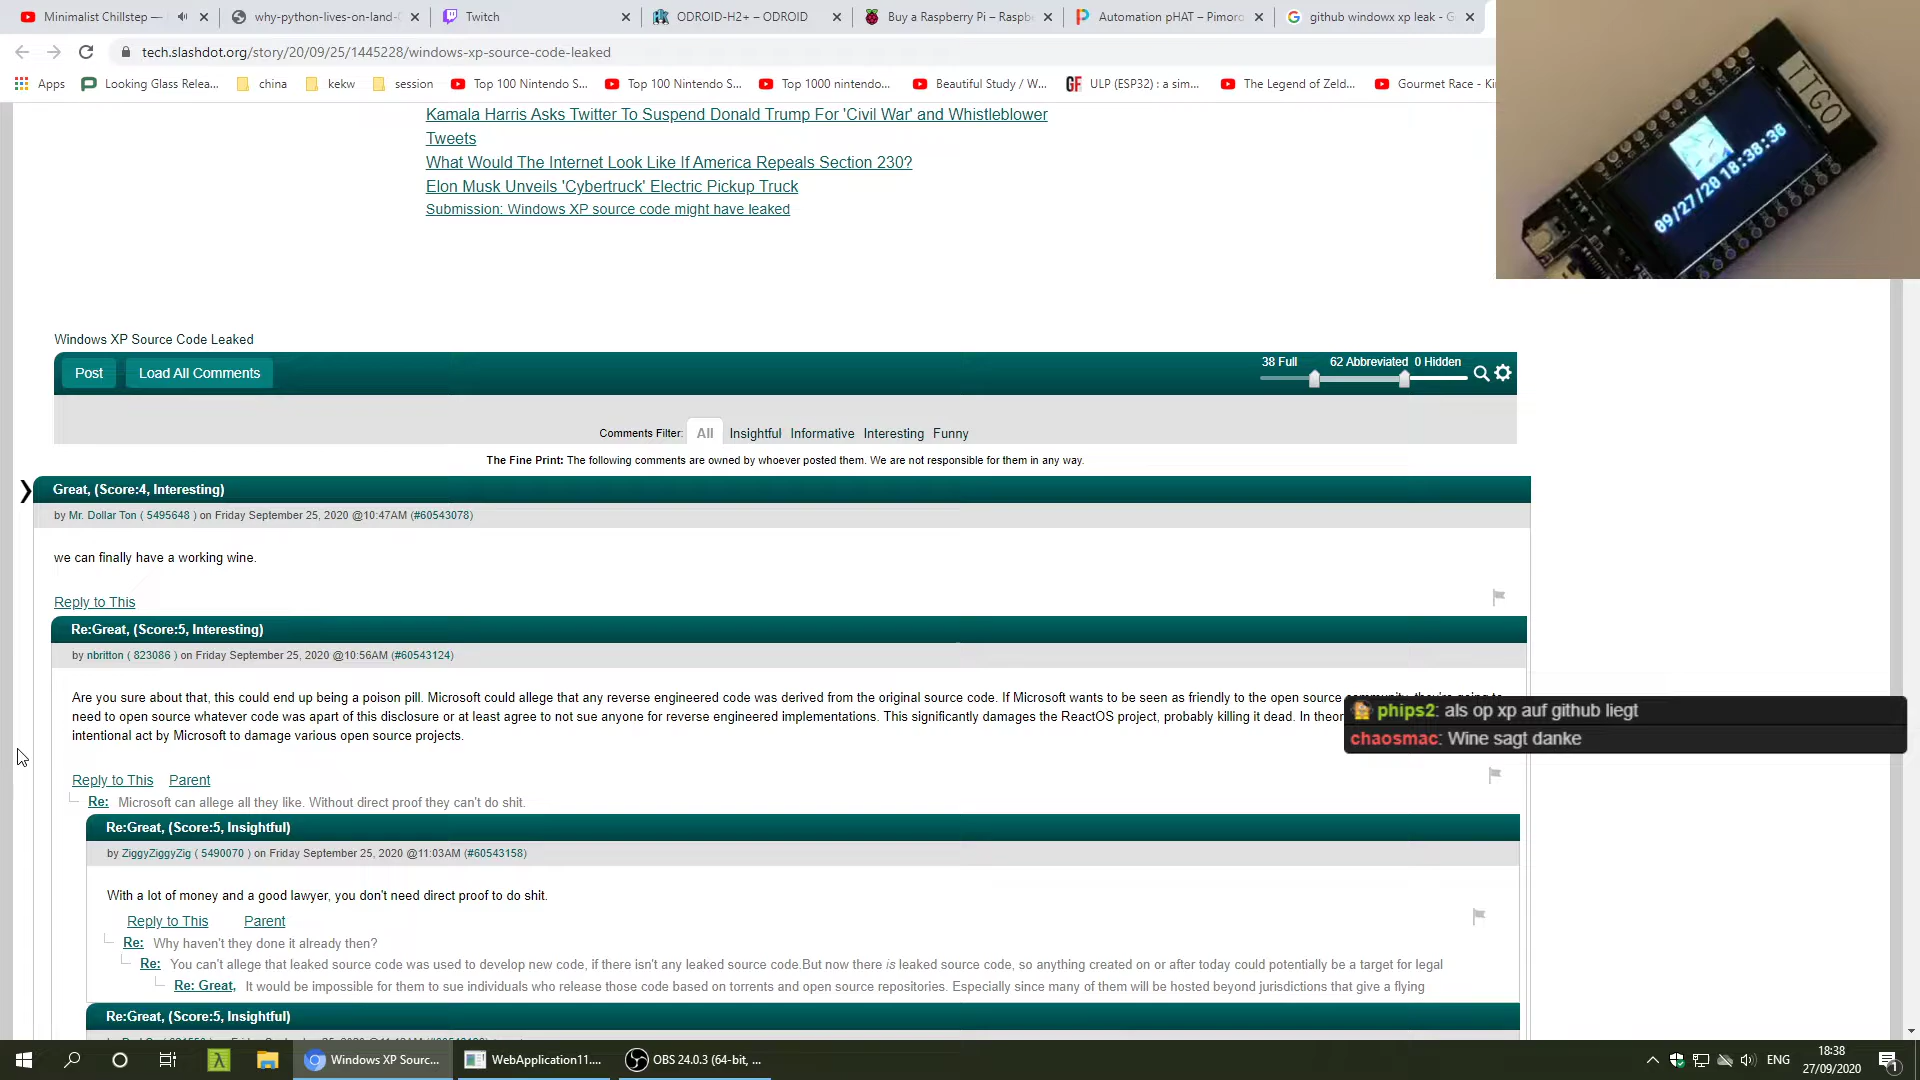 Minimalist Chillstep —
why-python-lives-on-land-
Twitch
ODROID-H2+ – ODROID
Buy a Raspberry Pi – Raspb
Automation pHAT – Pimoro
github windowx xp leak - G
tech.slashdot.org/story/20/09/25/1445228/windows-xp-source-code-leaked
Apps
Looking Glass Relea...
china
kekw
session
Top 100 Nintendo S...
Top 100 Nintendo S...
Top 1000 nintendo...
Beautiful Study / W...
GF ULP (ESP32) : a sim...
The Legend of Zeld...
Gourmet Race - Ki
TTGO
09/27/20 18:38:36
Kamala Harris Asks Twitter To Suspend Donald Trump For 'Civil War' and Whistleblower
Tweets
What Would The Internet Look Like If America Repeals Section 230?
Elon Musk Unveils 'Cybertruck' Electric Pickup Truck
Submission: Windows XP source code might have leaked
Windows XP Source Code Leaked
Post
Load All Comments
38 Full
62 Abbreviated
0 Hidden
Comments Filter:
All
Insightful
Informative
Interesting
Funny
The Fine Print: The following comments are owned by whoever posted them. We are not responsible for them in any way.
Great, (Score:4, Interesting)
by Mr. Dollar Ton ( 5495648 ) on Friday September 25, 2020 @10:47AM (#60543078)
we can finally have a working wine.
Reply to This
Re:Great, (Score:5, Interesting)
by nbritton ( 823086 ) on Friday September 25, 2020 @10:56AM (#60543124)
Are you sure about that, this could end up being a poison pill. Microsoft could allege that any reverse engineered code was derived from the original source code. If Microsoft wants to be seen as friendly to the open source
need to open source whatever code was apart of this disclosure or at least agree to not sue anyone for reverse engineered implementations. This significantly damages the ReactOS project, probably killing it dead. In theor
intentional act by Microsoft to damage various open source projects.
phips2: als op xp auf github liegt
chaosmac: Wine sagt danke
Reply to This
Parent
Re: Microsoft can allege all they like. Without direct proof they can't do shit.
Re:Great, (Score:5, Insightful)
by ZiggyZiggyZig ( 5490070 ) on Friday September 25, 2020 @11:03AM (#60543158)
With a lot of money and a good lawyer, you don't need direct proof to do shit.
Reply to This
Parent
Re: Why haven't they done it already then?
Re: You can't allege that leaked source code was used to develop new code, if there isn't any leaked source code.But now there is leaked source code, so anything created on or after today could potentially be a target for legal
Re: Great, It would be impossible for them to sue individuals who release those code based on torrents and open source repositories. Especially since many of them will be hosted beyond jurisdictions that give a flying
Re:Great, (Score:5, Insightful)
Windows XP Sourc...
WebApplication11....
OBS 24.0.3 (64-bit, ...
ENG
18:38
27/09/2020
1